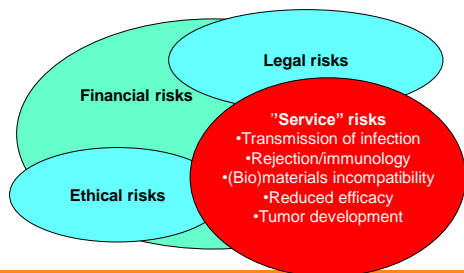 Legal risks
Financial risks
”Service” risks
•Transmission of infection
•Rejection/immunology
•(Bio)materials incompatibility
•Reduced efficacy
•Tumor development
Ethical risks